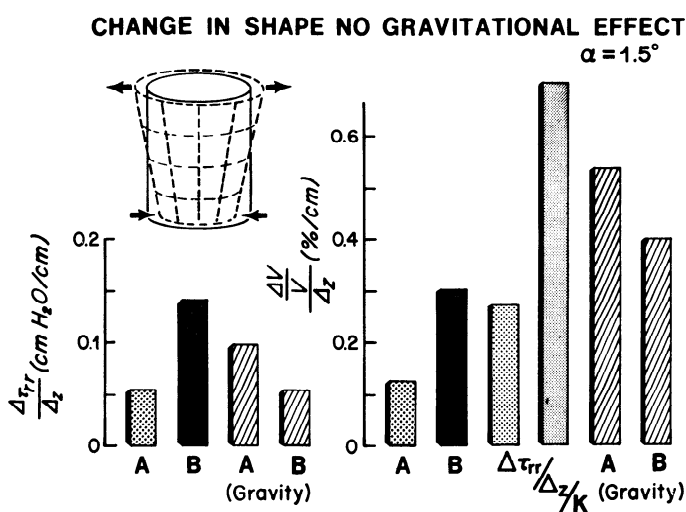 CHANGE IN SHAPE NO GRAVITATIONAL EFFECT
α = 1.5°
0.2
0.1
0
Δτrr/Δz (cm H₂O/cm)
A B A B
(Gravity)
0.6
0.4
0.2
0
ΔV/V/Δz (%/cm)
A B Δτrr/Δz/K A B
(Gravity)